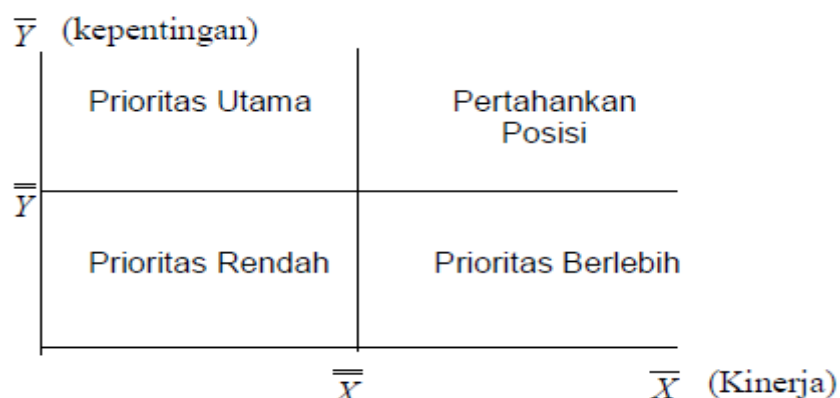 Y̅ (kepentingan)
Prioritas Utama
Pertahankan
Posisi
Y̿
Prioritas Rendah
Prioritas Berlebih
X̿
X̅ (Kinerja)